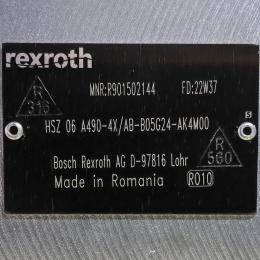 rexroth
MNR:R901502144 FD:22W37
R
316
HSZ 06 A490-4X/AB-B05G24-AK4M00
S
R
560
Bosch Rexroth AG D-97816 Lohr
Made in Romania R010